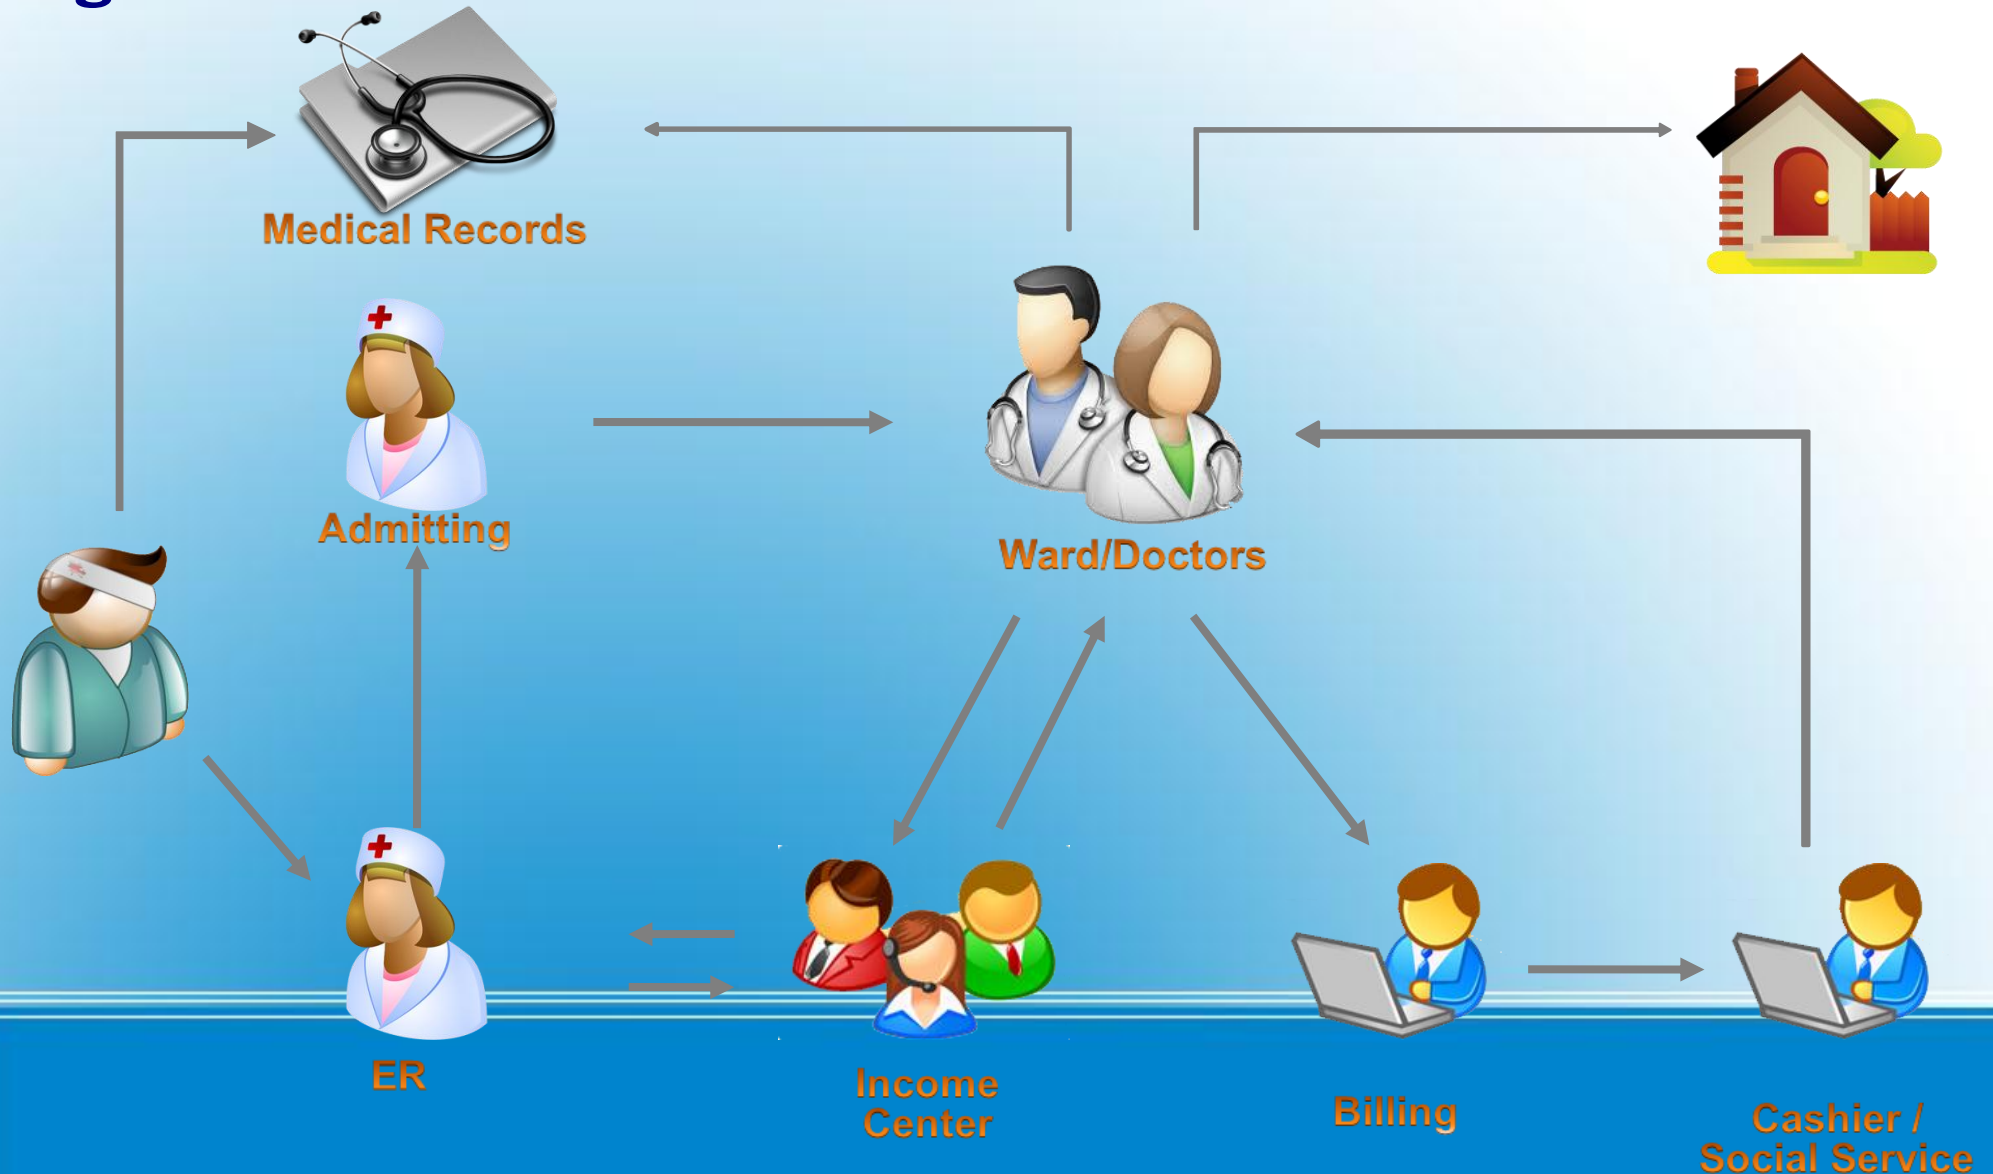 Medical Records
Admitting
Ward/Doctors
ER
Income
Center
Billing
Cashier /
Social Service